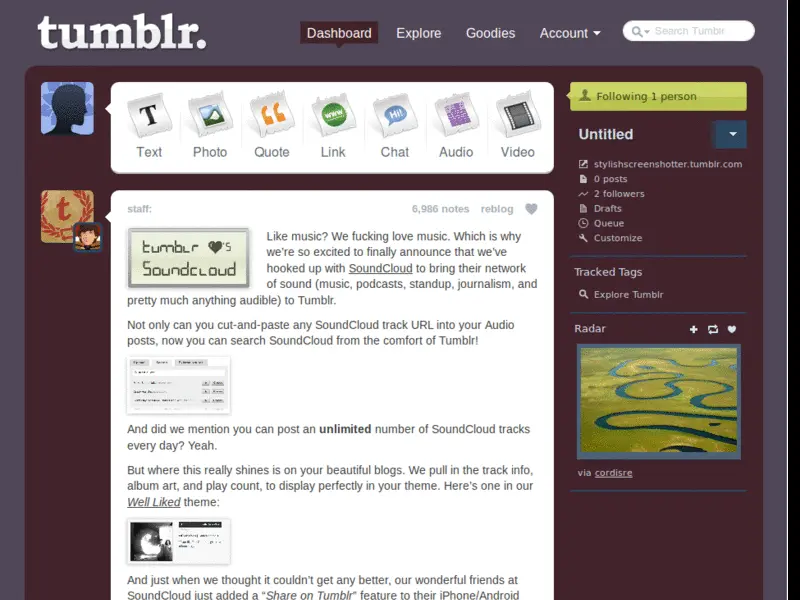 tumblr.
Dashboard
Explore
Goodies
Account
Search Tumblr
T
www
Hi!
Text
Photo
Quote
Link
Chat
Audio
Video
Following 1 person
Untitled
stylishscreenshotter.tumblr.com
0 posts
2 followers
Drafts
Queue
Customize
Tracked Tags
Explore Tumblr
Radar
via cordisre
t
staff:
6,986 notes
reblog
tumblr ♥'s
Soundcloud
Like music? We fucking love music. Which is why
we're so excited to finally announce that we've
hooked up with SoundCloud to bring their network
of sound (music, podcasts, standup, journalism, and
pretty much anything audible) to Tumblr.
Not only can you cut-and-paste any SoundCloud track URL into your Audio
posts, now you can search SoundCloud from the comfort of Tumblr!
And did we mention you can post an unlimited number of SoundCloud tracks
every day? Yeah.
But where this really shines is on your beautiful blogs. We pull in the track info,
album art, and play count, to display perfectly in your theme. Here's one in our
Well Liked theme:
And just when we thought it couldn't get any better, our wonderful friends at
SoundCloud just added a "Share on Tumblr" feature to their iPhone/Android